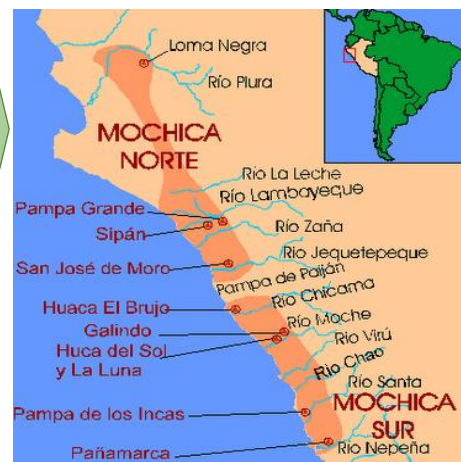 Loma Negra
Río Plura
MOCHICA
NORTE
Río La Leche
Río Lambayeque
Pampa Grande
Sipán
Río Zaña
San José de Moro
Río Jequetepeque
Pampa de Paiján
Huaca El Brujo
Río Chicama
Galindo
Río Moche
Huca del Sol
y La Luna
Río Virú
Río Chao
Río Santa
Pampa de los Incas
MOCHICA
SUR
Pañamarca
Río Nepeña